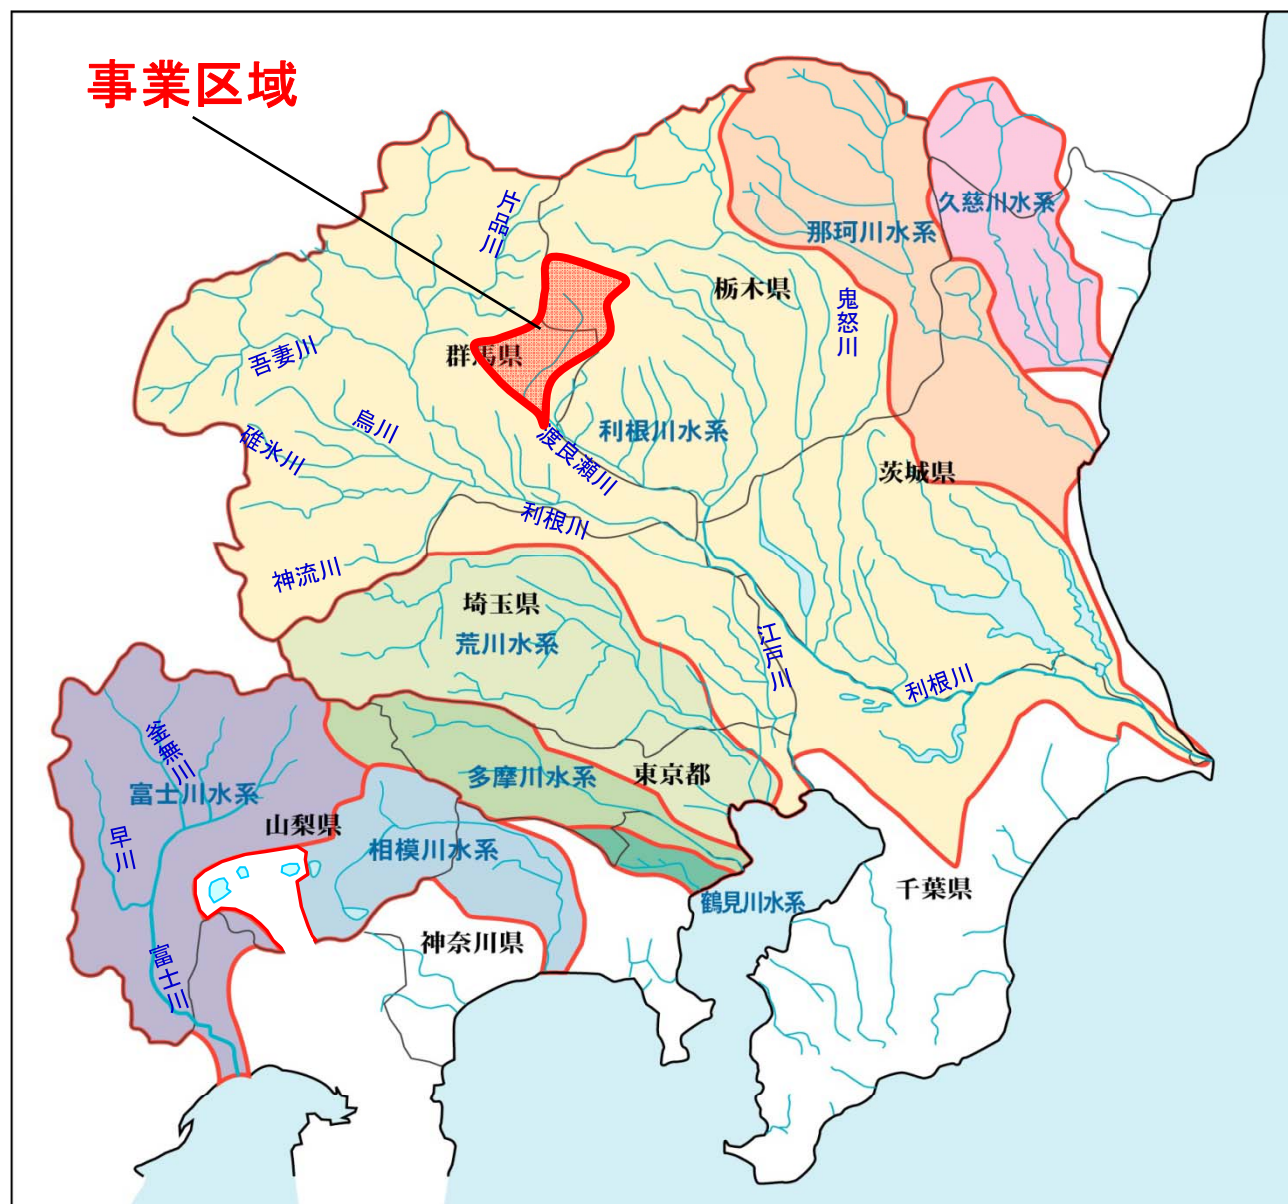 事業区域
片品川
久慈川水系
那珂川水系
栃木県
鬼怒川
群馬県
吾妻川
烏川
碓氷川
利根川水系
渡良瀬川
茨城県
利根川
神流川
埼玉県
荒川水系
江戸川
利根川
釜無川
富士川水系
多摩川水系
東京都
早川
山梨県
相模川水系
千葉県
鶴見川水系
神奈川県
富士川